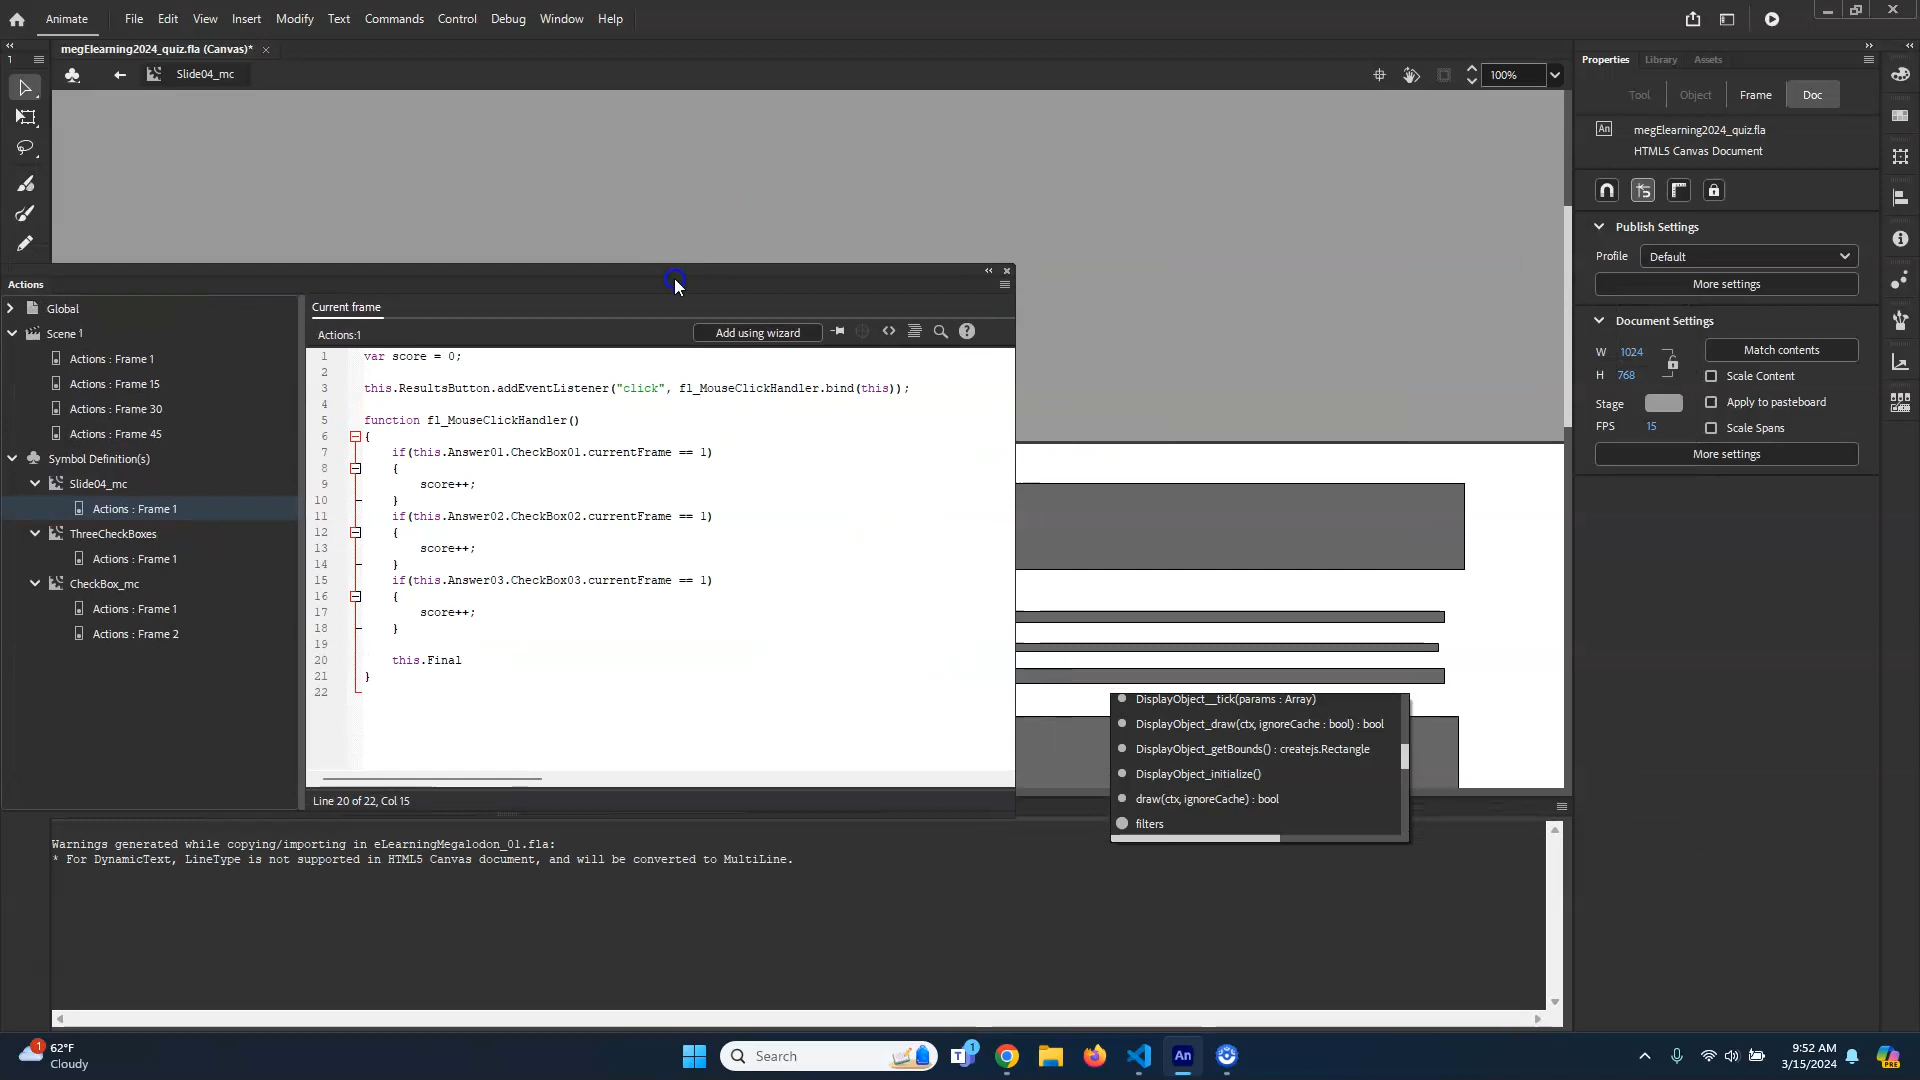 Animate File Edit View Insert Modify Text Commands Control Debug Window Help
megElearning2024_quiz.fla (Canvas)* ×
1
Slide04_mc
100%
Actions
Global
Scene 1
Actions : Frame 1
Actions : Frame 15
Actions : Frame 30
Actions : Frame 45
Symbol Definition(s)
Slide04_mc
Actions : Frame 1
ThreeCheckBoxes
Actions : Frame 1
CheckBox_mc
Actions : Frame 1
Actions : Frame 2
Current frame
Actions:1
Add using wizard
1 var score = 0;
2
3 this.ResultsButton.addEventListener("click", fl_MouseClickHandler.bind(this));
4
5 function fl_MouseClickHandler()
6 {
7 if(this.Answer01.CheckBox01.currentFrame == 1)
8 {
9 score++;
10 }
11 if(this.Answer02.CheckBox02.currentFrame == 1)
12 {
13 score++;
14 }
15 if(this.Answer03.CheckBox03.currentFrame == 1)
16 {
17 score++;
18 }
19
20 this.Final
21 }
22
Line 20 of 22, Col 15
DisplayObject__tick(params : Array)
DisplayObject_draw(ctx, ignoreCache : bool) : bool
DisplayObject_getBounds() : createjs.Rectangle
DisplayObject_initialize()
draw(ctx, ignoreCache) : bool
filters
Warnings generated while copying/importing in eLearningMegalodon_01.fla:
* For DynamicText, LineType is not supported in HTML5 Canvas document, and will be converted to MultiLine.
Properties Library Assets
Tool Object Frame Doc
An megElearning2024_quiz.fla
HTML5 Canvas Document
Publish Settings
Profile Default
More settings
Document Settings
W 1024 Match contents
H 768 Scale Content
Stage Apply to pasteboard
FPS 15 Scale Spans
More settings
1 62°F
Cloudy
Search
T 1
An
9:52 AM
3/15/2024
PRE